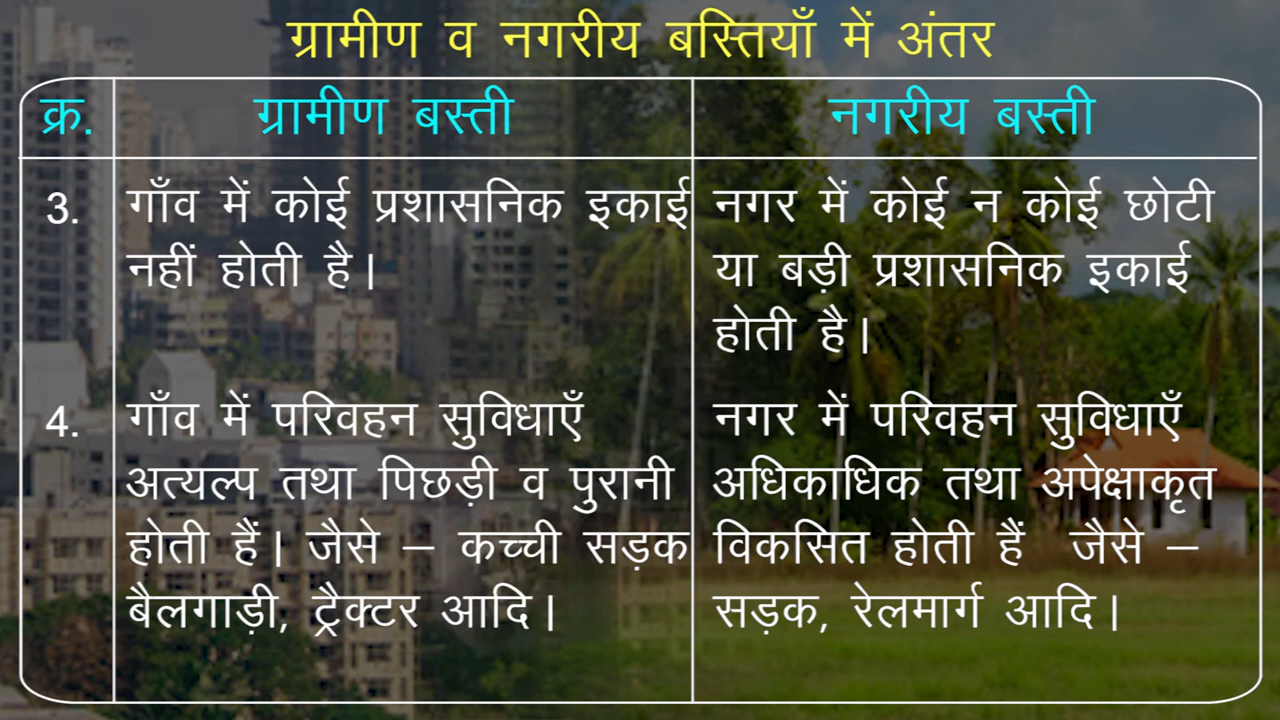 ग्रामीण व नगरीय बस्तियाँ में अंतर
क्र. ग्रामीण बस्ती नगरीय बस्ती
3. गाँव में कोई प्रशासनिक इकाई नगर में कोई न कोई छोटी
नहीं होती है। या बड़ी प्रशासनिक इकाई
होती है।
4. गाँव में परिवहन सुविधाएँ नगर में परिवहन सुविधाएँ
अत्यल्प तथा पिछड़ी व पुरानी अधिकाधिक तथा अपेक्षाकृत
होती हैं। जैसे – कच्ची सड़क विकसित होती हैं जैसे –
बैलगाड़ी, ट्रैक्टर आदि। सड़क, रेलमार्ग आदि।